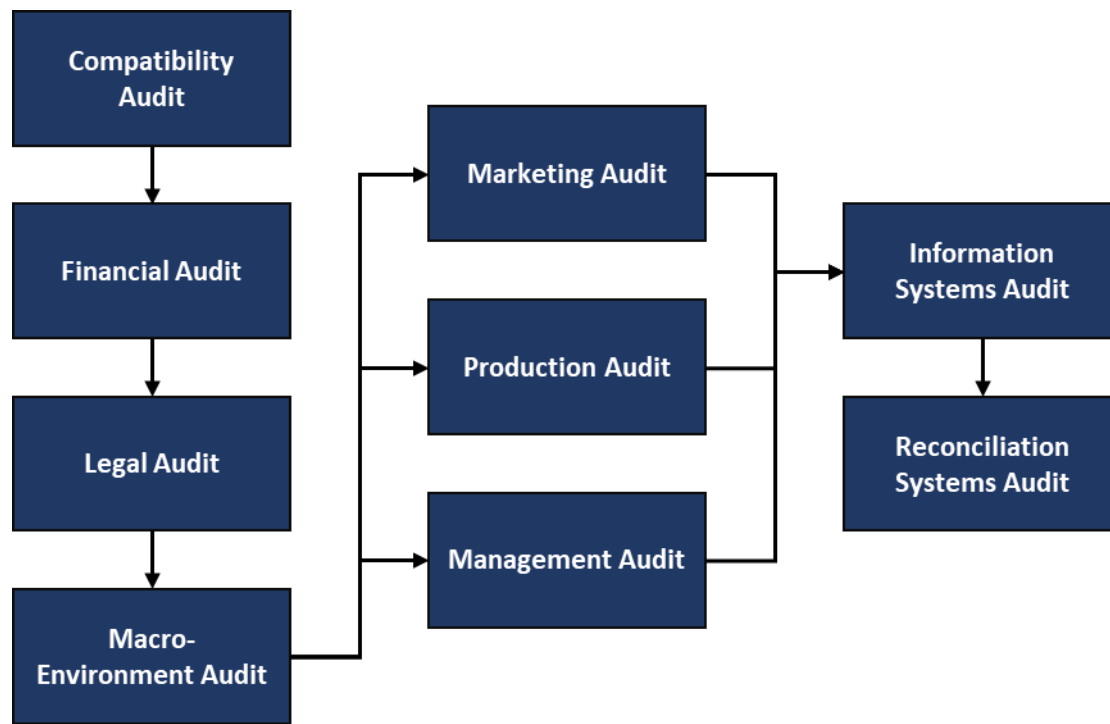 Compatibility
Audit
Financial Audit
Legal Audit
Macro-
Environment Audit
Marketing Audit
Production Audit
Management Audit
Information
Systems Audit
Reconciliation
Systems Audit